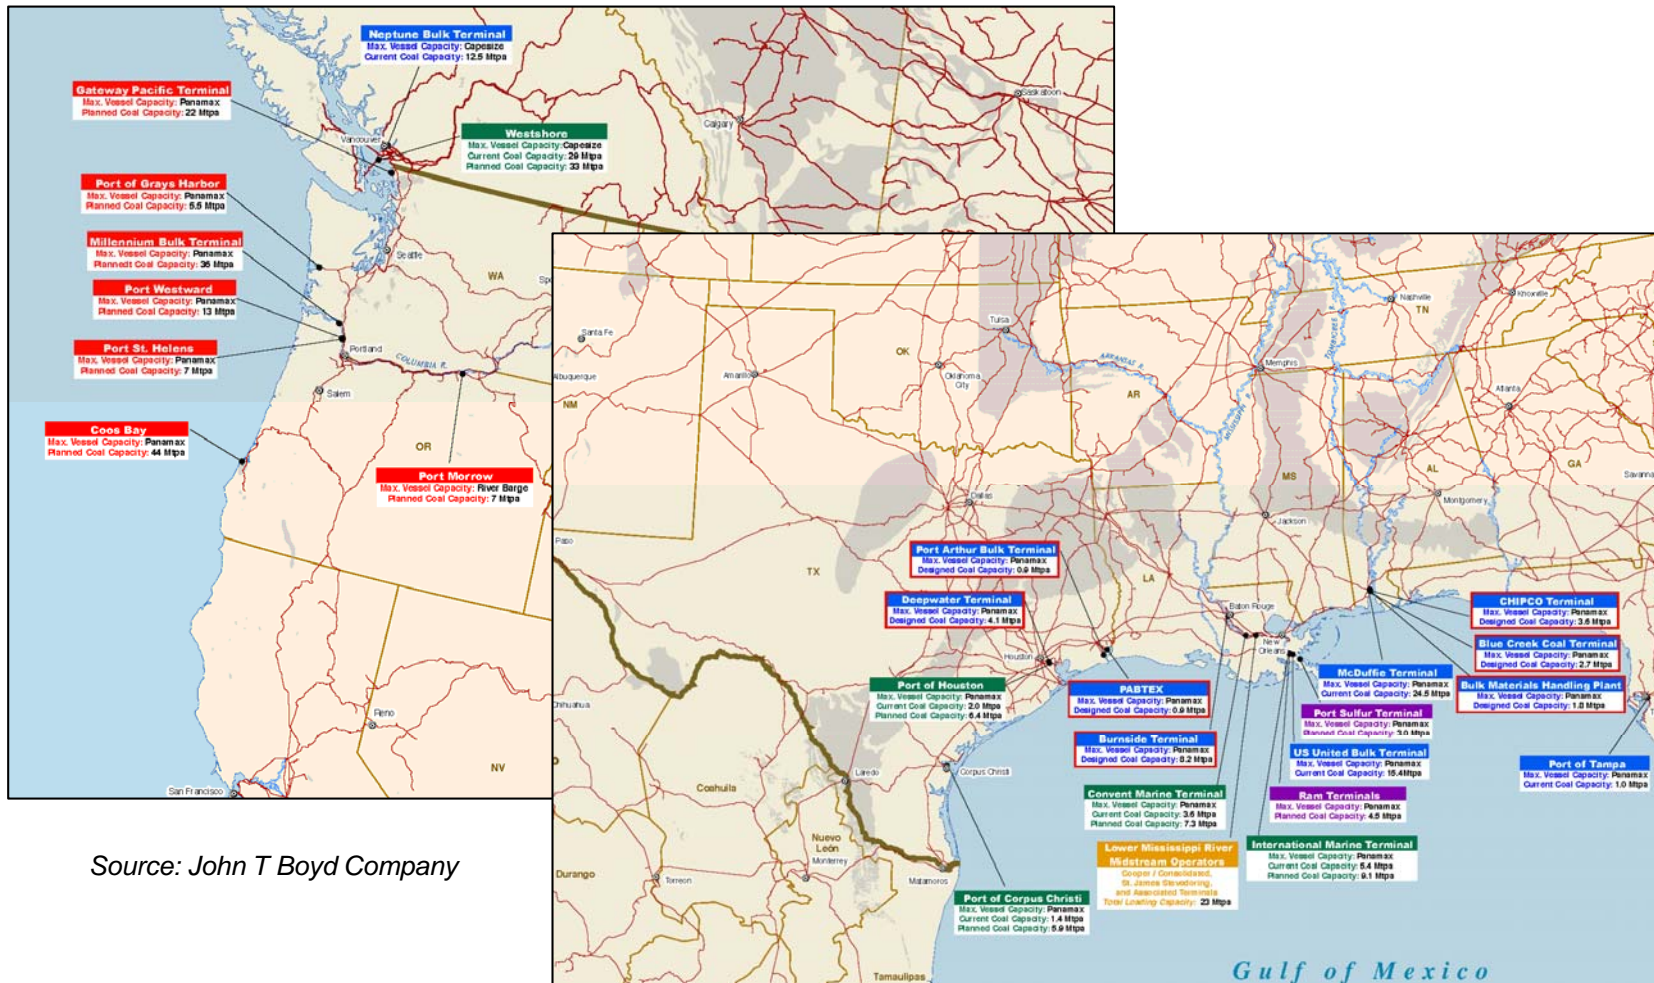 Neptune Bulk Terminal
Max. Vessel Capacity: Capesize
Current Coal Capacity: 12.5 Mtpa
Gateway Pacific Terminal
Max. Vessel Capacity: Panamax
Planned Coal Capacity: 22 Mtpa
Westshore
Max. Vessel Capacity:Capesize
Current Coal Capacity: 29 Mtpa
Planned Coal Capacity: 33 Mtpa
Vancouver
Calgary
Saskatoon
Port of Grays Harbor
Max. Vessel Capacity: Panamax
Planned Coal Capacity: 5.5 Mtpa
Millennium Bulk Terminal
Max. Vessel Capacity: Panamax
Plannedt Coal Capacity: 36 Mtpa
Seattle
WA
Port Westward
Max. Vessel Capacity: Panamax
Planned Coal Capacity: 13 Mtpa
Port St. Helens
Max. Vessel Capacity: Panamax
Planned Coal Capacity: 7 Mtpa
Portland
COLUMBIA R.
Salem
Coos Bay
Max. Vessel Capacity: Panamax
Planned Coal Capacity: 44 Mtpa
OR
Port Morrow
Max. Vessel Capacity: River Barge
Planned Coal Capacity: 7 Mtpa
Reno
NV
San Francisco
Source: John T Boyd Company
Santa Fe
Albuquerque
NM
Amarillo
Tulsa
OK
Oklahoma
City
ARKANSAS R.
AR
Memphis
MISSISSIPPI R.
Nashville
TN
Knoxville
Atlanta
GA
AL
MS
Savanna
Montgomery
Jackson
Dallas
Paso
TX
LA
Port Arthur Bulk Terminal
Max. Vessel Capacity: Panamax
Designed Coal Capacity: 0.9 Mtpa
Deepwater Terminal
Max. Vessel Capacity: Panamax
Designed Coal Capacity: 4.1 Mtpa
Baton Rouge
New
Orleans
Houston
CHIPCO Terminal
Max. Vessel Capacity: Panamax
Designed Coal Capacity: 3.6 Mtpa
Blue Creek Coal Terminal
Max. Vessel Capacity: Panamax
Designed Coal Capacity: 2.7 Mtpa
McDuffie Terminal
Max. Vessel Capacity: Panamax
Current Coal Capacity: 24.5 Mtpa
Bulk Materials Handling Plant
Max. Vessel Capacity: Panamax
Designed Coal Capacity: 1.8 Mtpa
Port of Houston
Max. Vessel Capacity: Panamax
Current Coal Capacity: 2.0 Mtpa
Planned Coal Capacity: 6.4 Mtpa
PABTEX
Max. Vessel Capacity: Panamax
Designed Coal Capacity: 0.9 Mtpa
Port Sulfur Terminal
Max. Vessel Capacity: Panamax
Planned Coal Capacity: 3.0 Mtpa
Burnside Terminal
Max. Vessel Capacity: Panamax
Designed Coal Capacity: 8.2 Mtpa
US United Bulk Terminal
Max. Vessel Capacity: Panamax
Current Coal Capacity: 15.4Mtpa
Port of Tampa
Max. Vessel Capacity: Panamax
Current Coal Capacity: 1.0 Mtpa
Chihuahua
Laredo
Corpus Christi
Coahuila
Convent Marine Terminal
Max. Vessel Capacity: Panamax
Current Coal Capacity: 3.6 Mtpa
Planned Coal Capacity: 7.3 Mtpa
Ram Terminals
Max. Vessel Capacity: Panamax
Planned Coal Capacity: 4.5 Mtpa
Nuevo
León
Monterrey
Durango
Torreon
Matamoros
Lower Mississippi River
Midstream Operators
Cooper / Consolidated,
St. James Stevedoring,
and Associated Terminals
Total Loading Capacity: 23 Mtpa
International Marine Terminal
Max. Vessel Capacity: Panamax
Current Coal Capacity: 5.4 Mtpa
Planned Coal Capacity: 9.1 Mtpa
Port of Corpus Christi
Max. Vessel Capacity: Panamax
Current Coal Capacity: 1.4 Mtpa
Planned Coal Capacity: 5.9 Mtpa
Tamaulipas
Gulf of Mexico